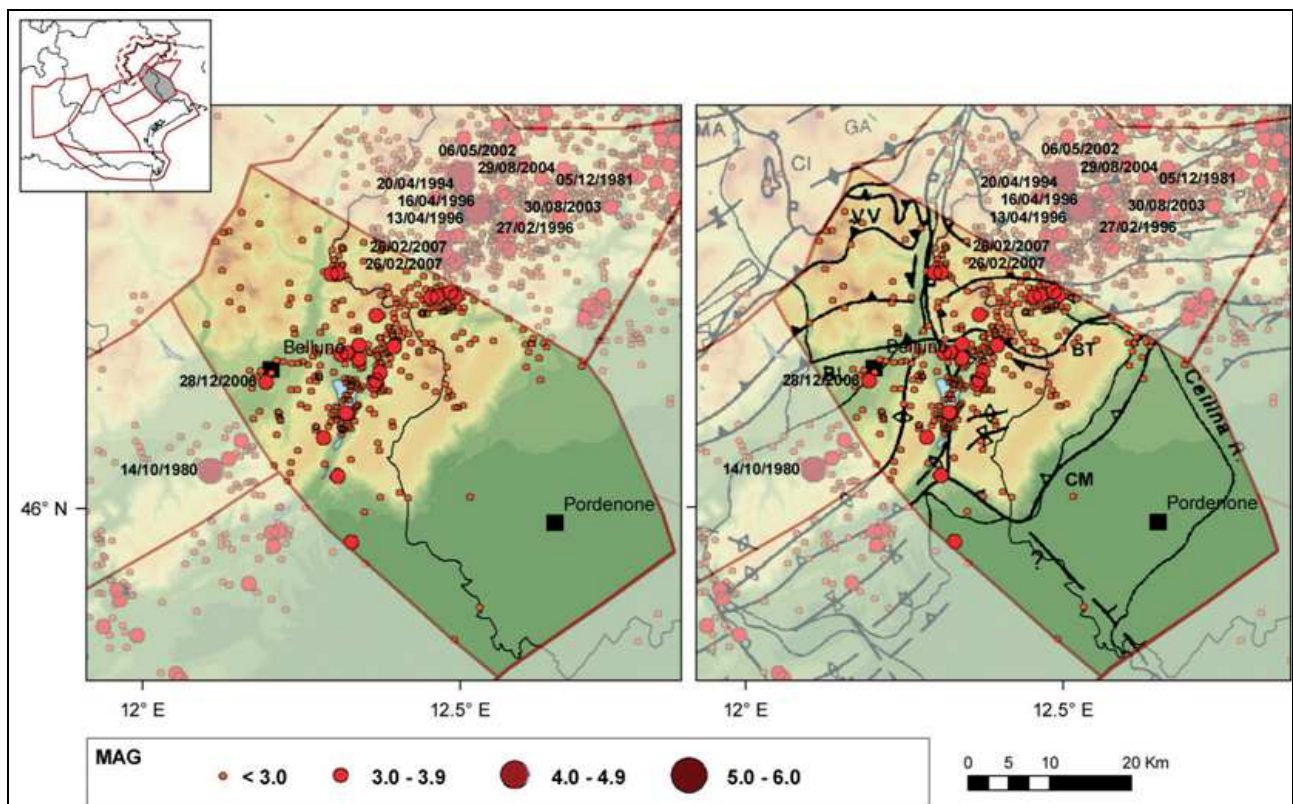 06/05/2002
29/08/2004
20/04/1994
05/12/1981
16/04/1996
30/08/2003
13/04/1996
27/02/1996
26/02/2007
26/02/2007
Belluno
28/12/2006
14/10/1980
46° N
Pordenone
12° E
12.5° E
MA
GA
CI
06/05/2002
29/08/2004
20/04/1994
05/12/1981
16/04/1996
30/08/2003
13/04/1996
27/02/1996
VV
26/02/2007
26/02/2007
Belluno
BT
BL
28/12/2006
Cellina R.
14/10/1980
CM
Pordenone
?
12° E
12.5° E
MAG
< 3.0
3.0 - 3.9
4.0 - 4.9
5.0 - 6.0
0 5 10 20 Km